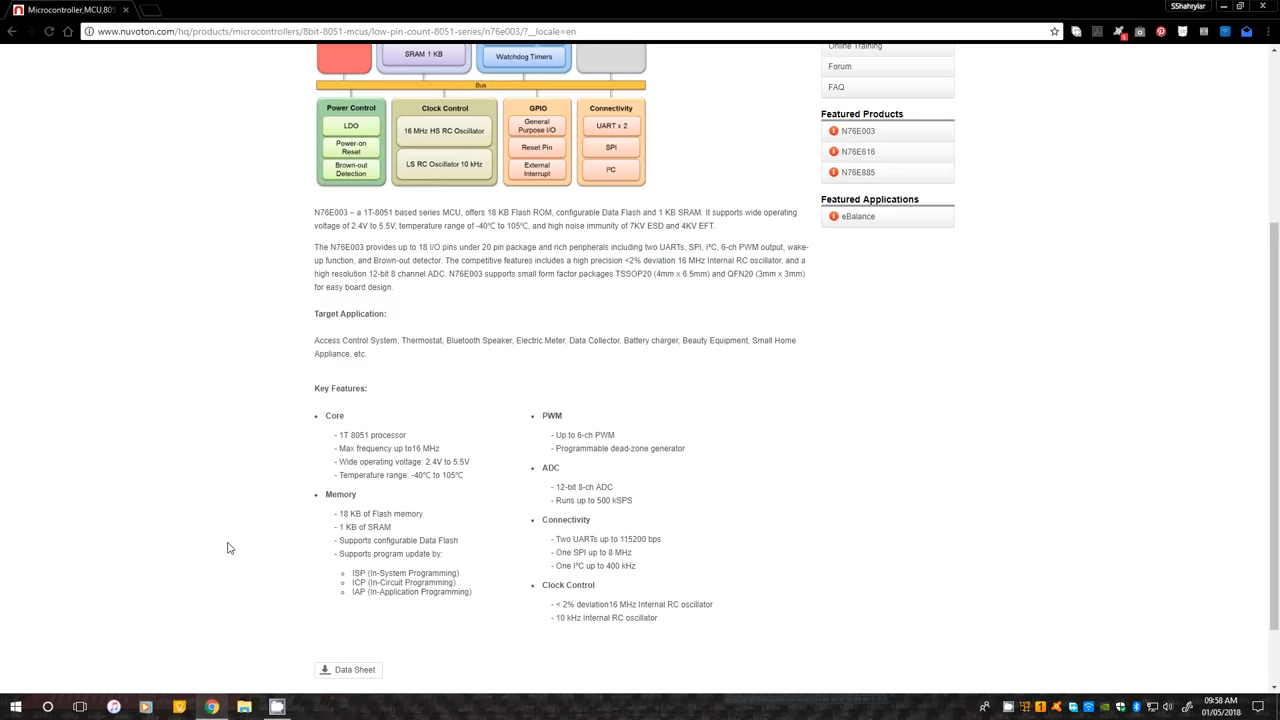 Microcontroller,MCU,805
SShahryiar
www.nuvoton.com/hq/products/microcontrollers/8bit-8051-mcus/low-pin-count-8051-series/n76e003/?__locale=en
SRAM 1 KB
Watchdog Timers
Bus
Power Control
LDO
Power-on
Reset
Brown-out
Detection
Clock Control
16 MHz HS RC Oscillator
LS RC Oscillator 10 kHz
GPIO
General
Purpose I/O
Reset Pin
External
Interrupt
Connectivity
UART x 2
SPI
I²C
Online Training
Forum
FAQ
Featured Products
N76E003
N76E616
N76E885
Featured Applications
eBalance
N76E003 – a 1T-8051 based series MCU, offers 18 KB Flash ROM, configurable Data Flash and 1 KB SRAM. It supports wide operating
voltage of 2.4V to 5.5V, temperature range of -40℃ to 105℃, and high noise immunity of 7KV ESD and 4KV EFT.
The N76E003 provides up to 18 I/O pins under 20 pin package and rich peripherals including two UARTs, SPI, I²C, 6-ch PWM output, wake-
up function, and Brown-out detector. The competitive features includes a high precision <2% deviation 16 MHz Internal RC oscillator, and a
high resolution 12-bit 8 channel ADC. N76E003 supports small form factor packages TSSOP20 (4mm x 6.5mm) and QFN20 (3mm x 3mm)
for easy board design.
Target Application:
Access Control System, Thermostat, Bluetooth Speaker, Electric Meter, Data Collector, Battery charger, Beauty Equipment, Small Home
Appliance, etc.
Key Features:
• Core
- 1T 8051 processor
- Max frequency up to16 MHz
- Wide operating voltage: 2.4V to 5.5V
- Temperature range: -40℃ to 105℃
• Memory
- 18 KB of Flash memory
- 1 KB of SRAM
- Supports configurable Data Flash
- Supports program update by:
ISP (In-System Programming)
ICP (In-Circuit Programming)
IAP (In-Application Programming)
• PWM
- Up to 6-ch PWM
- Programmable dead-zone generator
• ADC
- 12-bit 8-ch ADC
- Runs up to 500 kSPS
• Connectivity
- Two UARTs up to 115200 bps
- One SPI up to 8 MHz
- One I²C up to 400 kHz
• Clock Control
- < 2% deviation16 MHz Internal RC oscillator
- 10 kHz Internal RC oscillator
Data Sheet
09:58 AM
01/05/2018